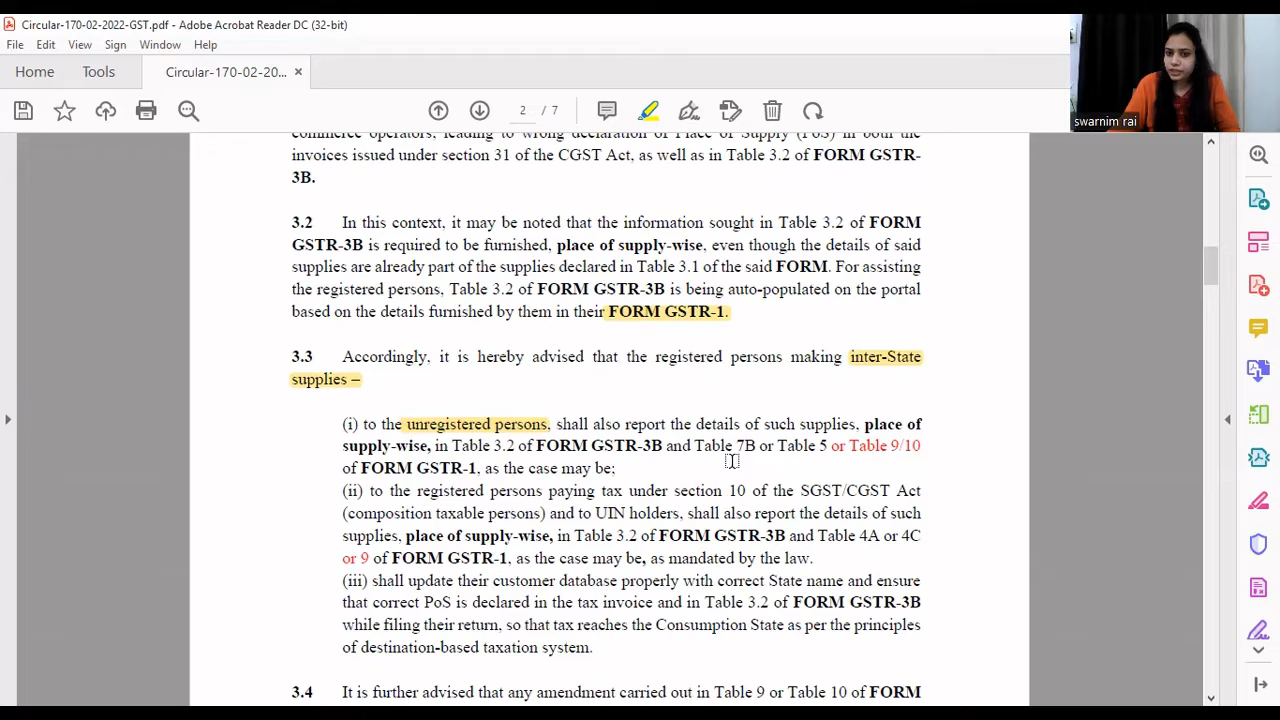 Circular-170-02-2022-GST.pdf - Adobe Acrobat Reader DC (32-bit)
File Edit View Sign Window Help
Home Tools Circular-170-02-20... ×
2 / 7
swarnim rai
commerce operators, leading to wrong declaration of Place of Supply (PoS) in both the
invoices issued under section 31 of the CGST Act, as well as in Table 3.2 of FORM GSTR-
3B.
3.2 In this context, it may be noted that the information sought in Table 3.2 of FORM
GSTR-3B is required to be furnished, place of supply-wise, even though the details of said
supplies are already part of the supplies declared in Table 3.1 of the said FORM. For assisting
the registered persons, Table 3.2 of FORM GSTR-3B is being auto-populated on the portal
based on the details furnished by them in their FORM GSTR-1.
3.3 Accordingly, it is hereby advised that the registered persons making inter-State
supplies –
(i) to the unregistered persons, shall also report the details of such supplies, place of
supply-wise, in Table 3.2 of FORM GSTR-3B and Table 7B or Table 5 or Table 9/10
of FORM GSTR-1, as the case may be;
(ii) to the registered persons paying tax under section 10 of the SGST/CGST Act
(composition taxable persons) and to UIN holders, shall also report the details of such
supplies, place of supply-wise, in Table 3.2 of FORM GSTR-3B and Table 4A or 4C
or 9 of FORM GSTR-1, as the case may be, as mandated by the law.
(iii) shall update their customer database properly with correct State name and ensure
that correct PoS is declared in the tax invoice and in Table 3.2 of FORM GSTR-3B
while filing their return, so that tax reaches the Consumption State as per the principles
of destination-based taxation system.
3.4 It is further advised that any amendment carried out in Table 9 or Table 10 of FORM